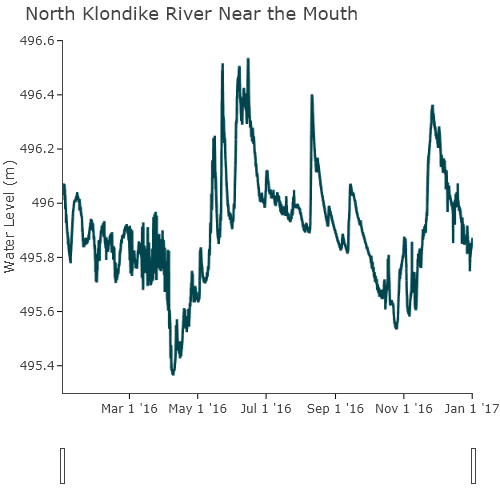 North Klondike River Near the Mouth
496.6
496.4
496.2
496
495.8
495.6
495.4
Water Level (m)
Mar 1 '16 May 1 '16 Jul 1 '16 Sep 1 '16 Nov 1 '16 Jan 1 '17